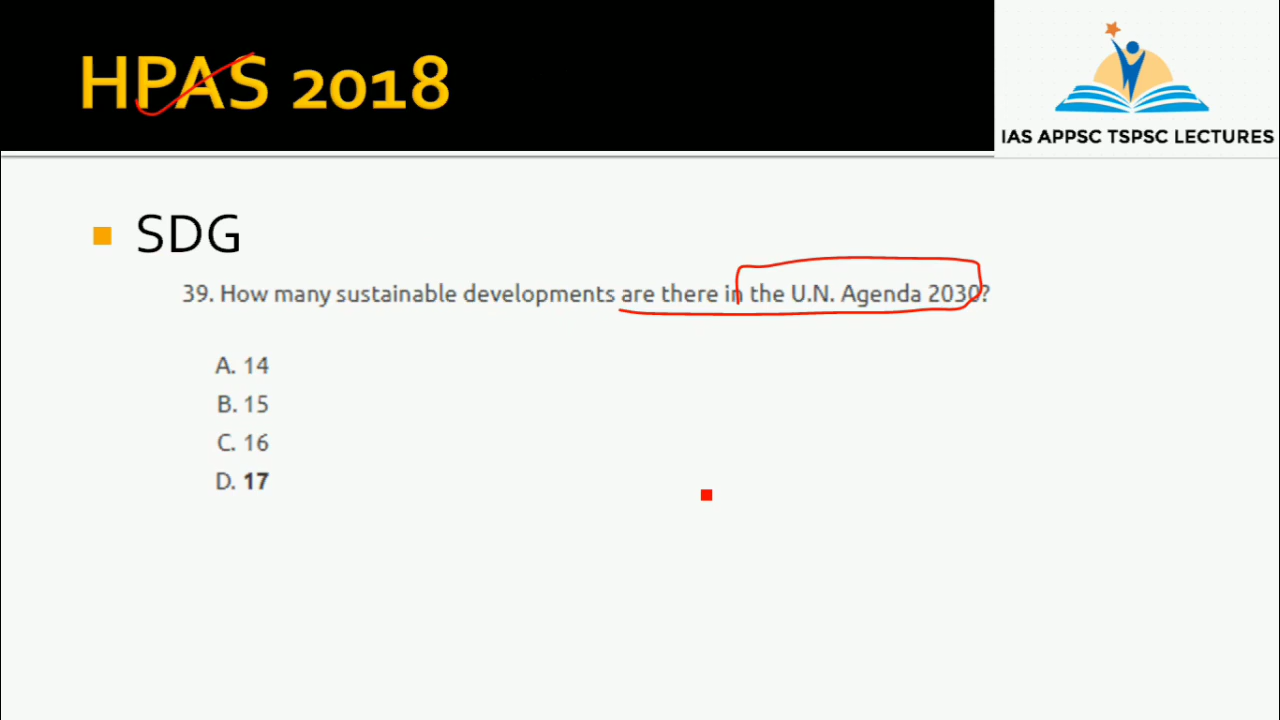 HPAS 2018
IAS APPSC TSPSC LECTURES
SDG
39. How many sustainable developments are there in the U.N. Agenda 2030?
A. 14
B. 15
C. 16
D. 17